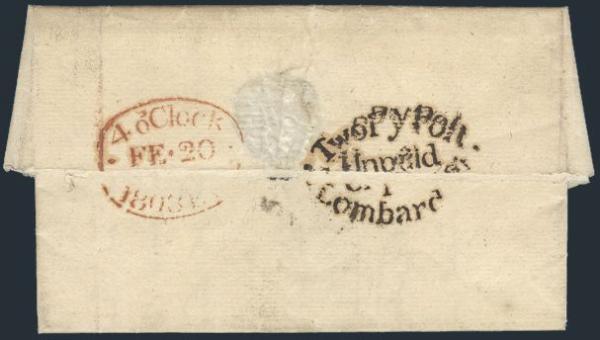 4 o'Clock
FE · 20
1803
Two Py Poſt
Unpaid
Lombard